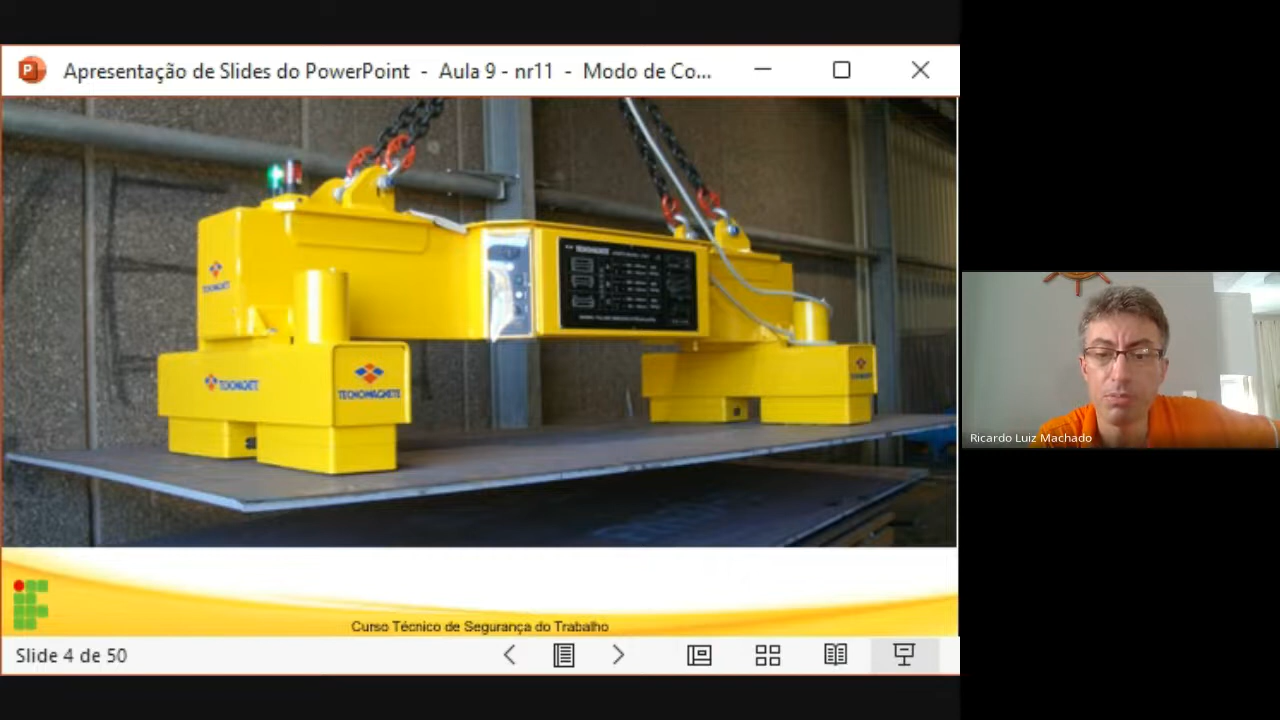 Apresentação de Slides do PowerPoint - Aula 9 - nr11 - Modo de Co...
TECNOMAGNETE
TECNOMAGNETE
TECNOMAGNETE
TECNOMAGNETE
Ricardo Luiz Machado
Curso Técnico de Segurança do Trabalho
Slide 4 de 50